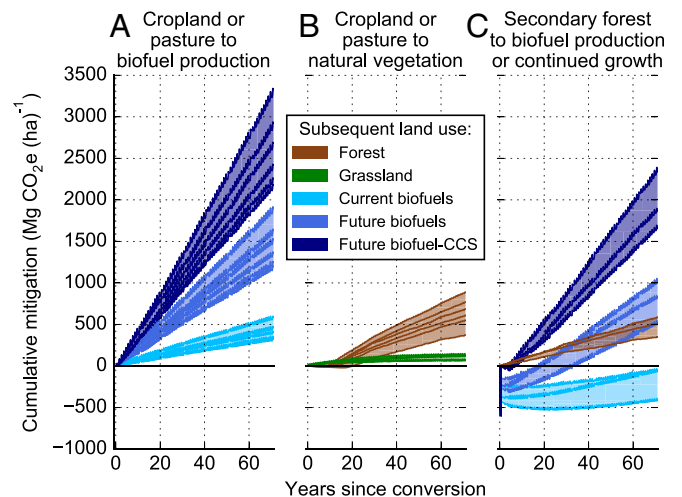 A Cropland or
pasture to
biofuel production
B Cropland or
pasture to
natural vegetation
C Secondary forest
to biofuel production
or continued growth
Cumulative mitigation (Mg CO₂e (ha)⁻¹)
3500
3000
2500
2000
1500
1000
500
0
−500
−1000
Subsequent land use:
Forest
Grassland
Current biofuels
Future biofuels
Future biofuel-CCS
0 20 40 60
0 20 40 60
0 20 40 60
Years since conversion